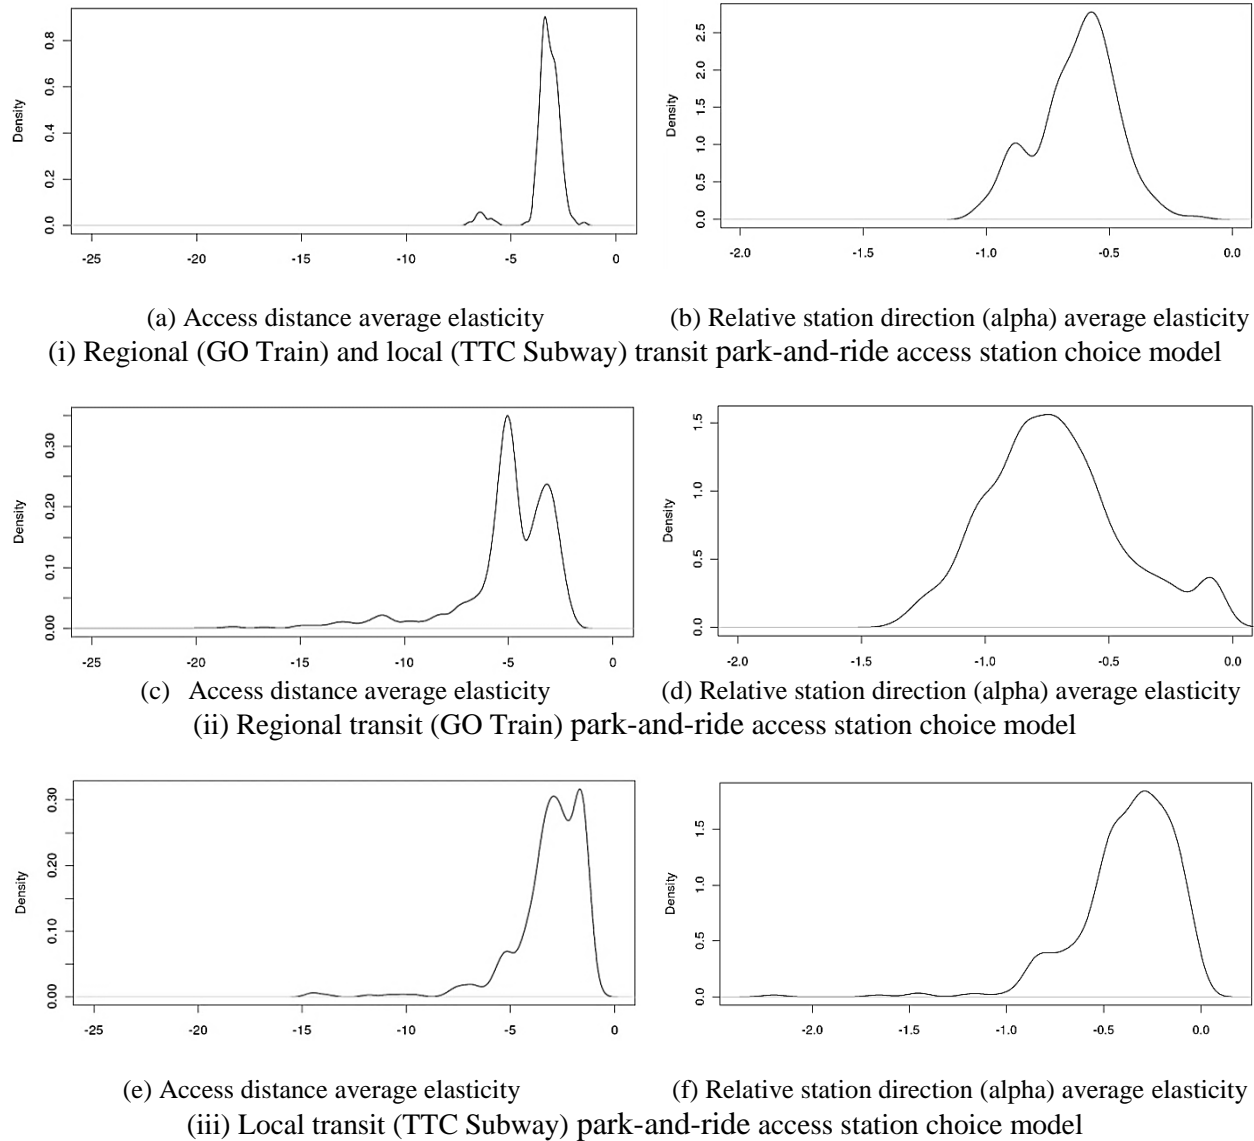 Density
0.0 0.2 0.4 0.6 0.8
-25 -20 -15 -10 -5 0
Density
0.0 0.5 1.0 1.5 2.0 2.5
-2.0 -1.5 -1.0 -0.5 0.0
(a) Access distance average elasticity
(b) Relative station direction (alpha) average elasticity
(i) Regional (GO Train) and local (TTC Subway) transit park-and-ride access station choice model
Density
0.00 0.10 0.20 0.30
-25 -20 -15 -10 -5 0
Density
0.0 0.5 1.0 1.5
-2.0 -1.5 -1.0 -0.5 0.0
(c) Access distance average elasticity
(d) Relative station direction (alpha) average elasticity
(ii) Regional transit (GO Train) park-and-ride access station choice model
Density
0.00 0.10 0.20 0.30
-25 -20 -15 -10 -5 0
Density
0.0 0.5 1.0 1.5
-2.0 -1.5 -1.0 -0.5 0.0
(e) Access distance average elasticity
(f) Relative station direction (alpha) average elasticity
(iii) Local transit (TTC Subway) park-and-ride access station choice model